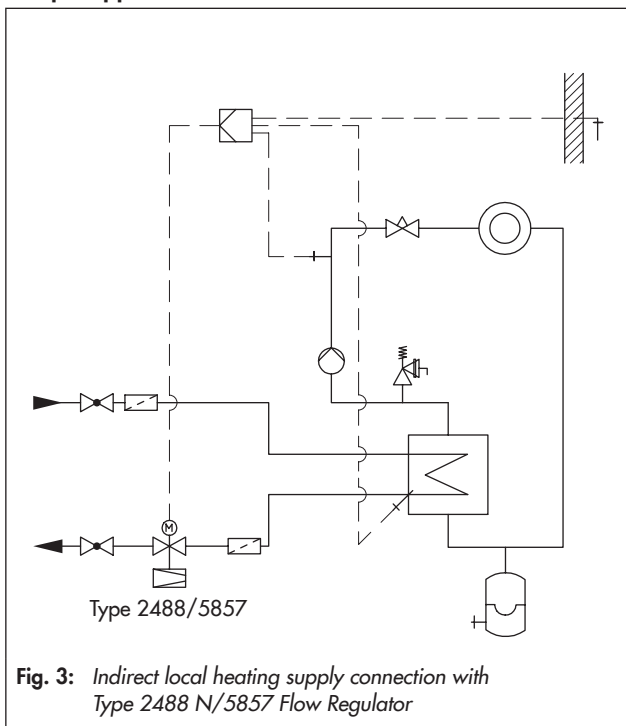 M
Type 2488/5857
Fig. 3: Indirect local heating supply connection with
Type 2488 N/5857 Flow Regulator